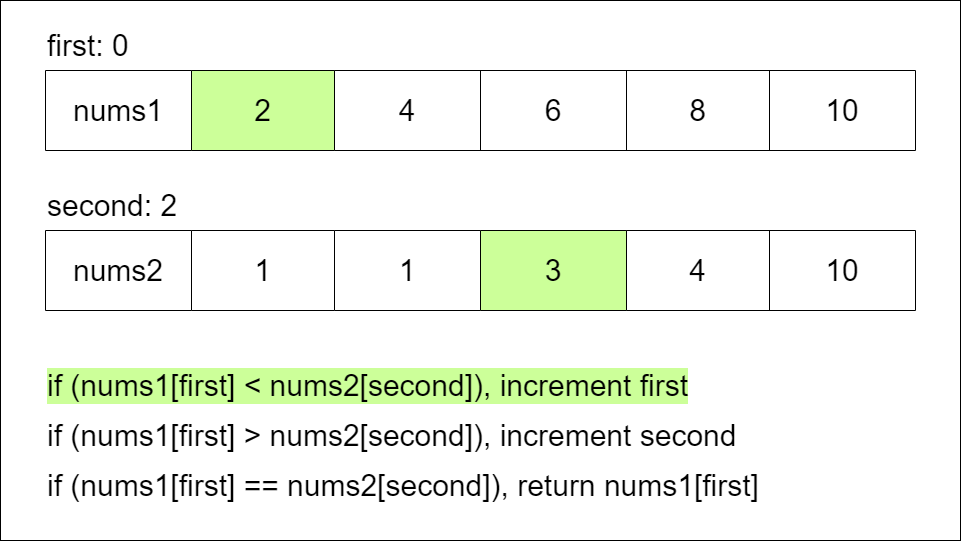 first: 0
nums1 2 4 6 8 10
second: 2
nums2 1 1 3 4 10
if (nums1[first] < nums2[second]), increment first
if (nums1[first] > nums2[second]), increment second
if (nums1[first] == nums2[second]), return nums1[first]